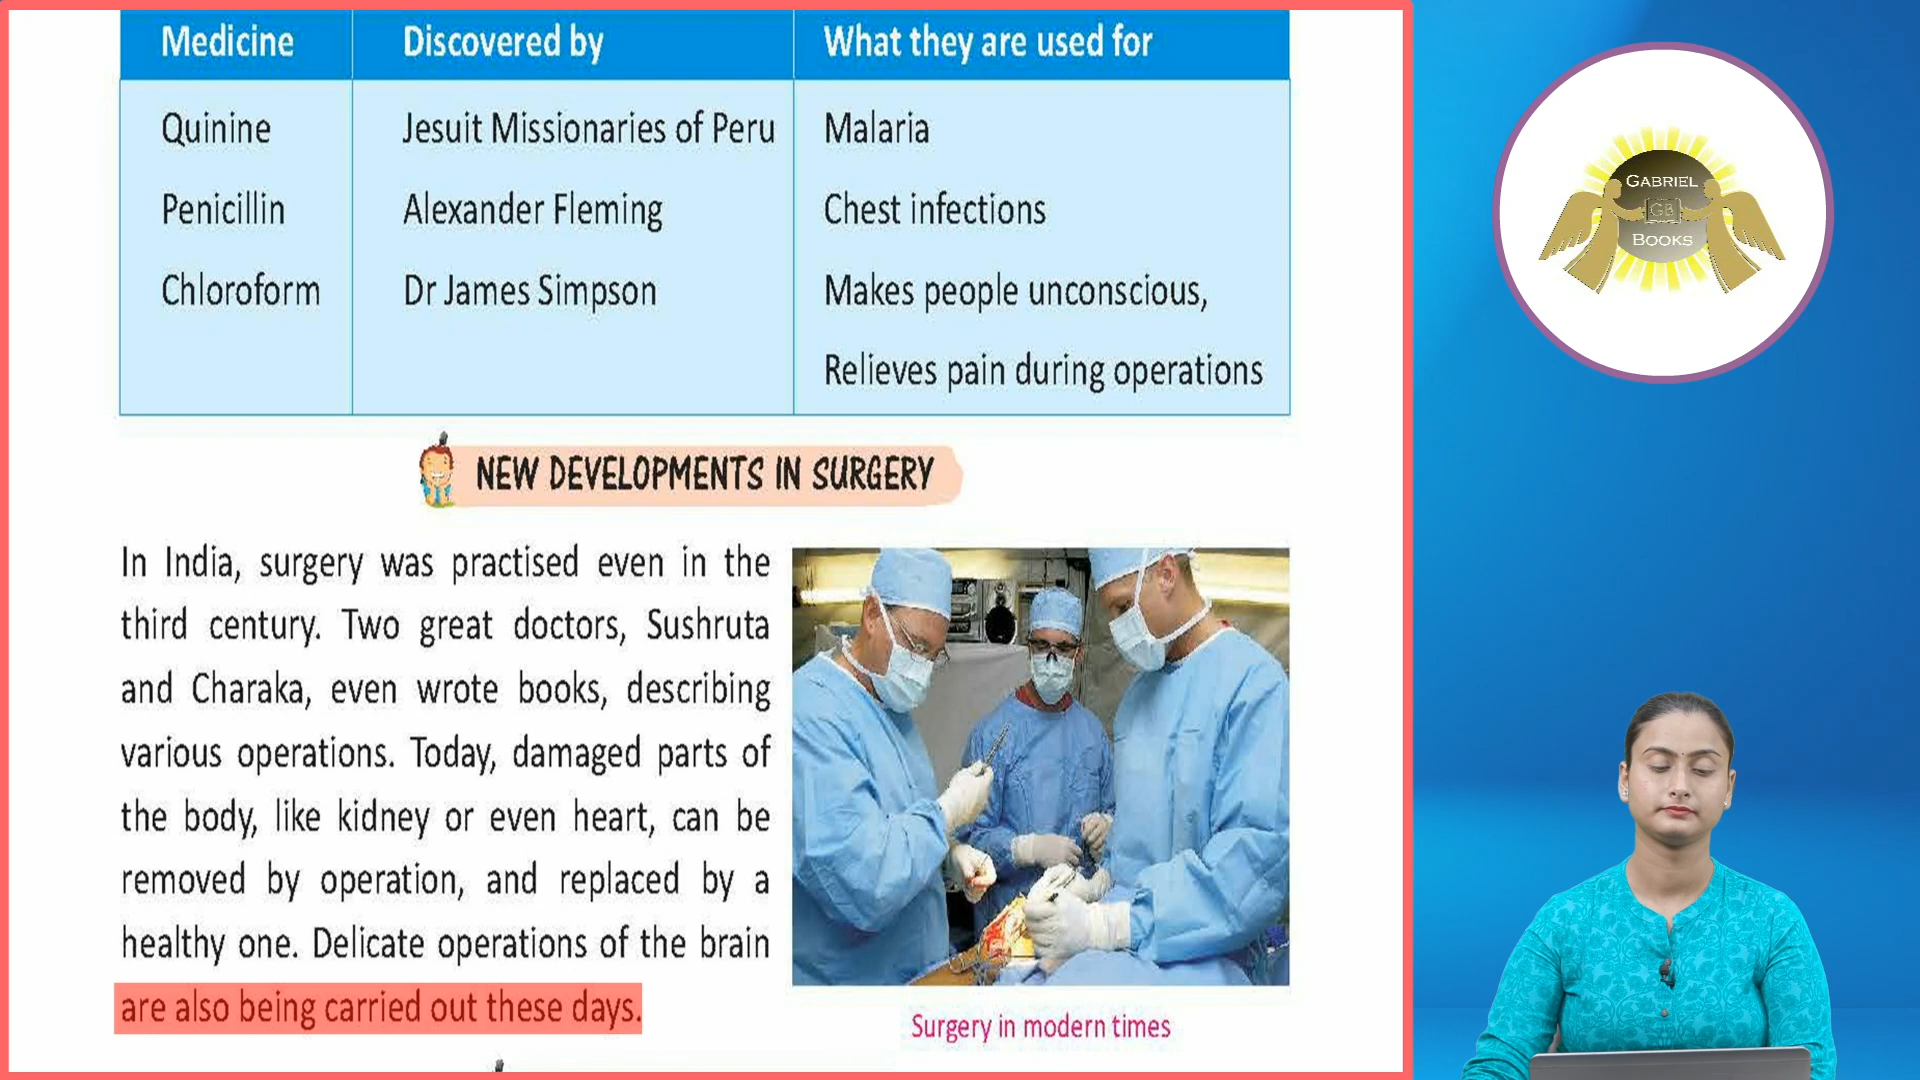 Medicine Discovered by What they are used for
Quinine Jesuit Missionaries of Peru Malaria
Penicillin Alexander Fleming Chest infections
Chloroform Dr James Simpson Makes people unconscious,
Relieves pain during operations
NEW DEVELOPMENTS IN SURGERY
In India, surgery was practised even in the
third century. Two great doctors, Sushruta
and Charaka, even wrote books, describing
various operations. Today, damaged parts of
the body, like kidney or even heart, can be
removed by operation, and replaced by a
healthy one. Delicate operations of the brain
are also being carried out these days.
Surgery in modern times
GABRIEL
GB
BOOKS